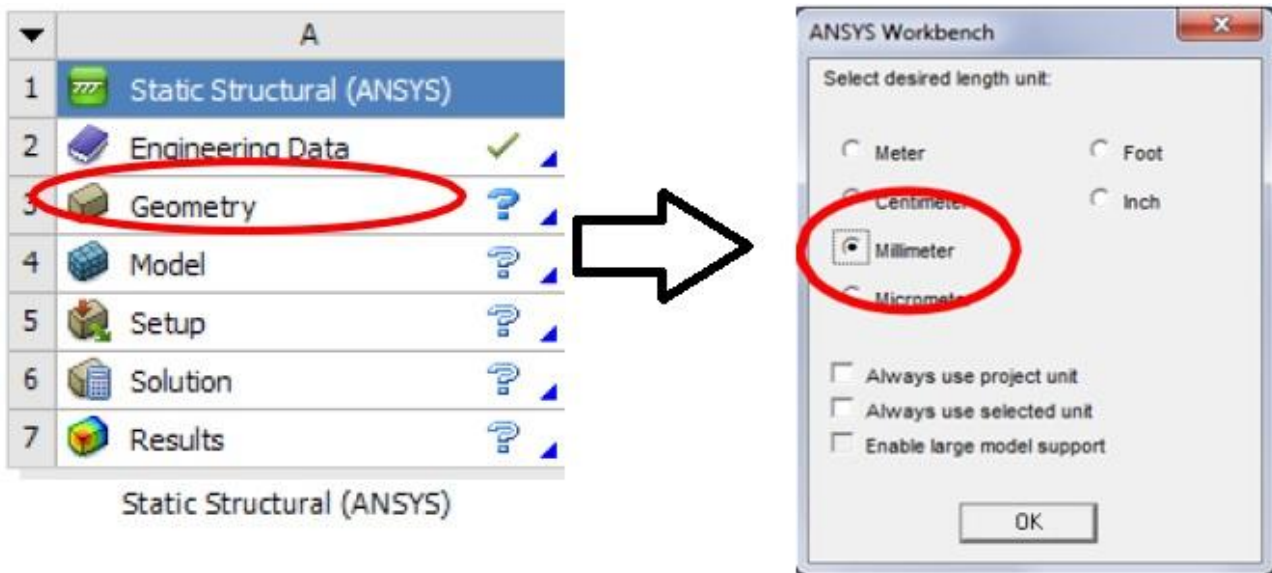 A
1 Static Structural (ANSYS)
2 Engineering Data
3 Geometry
4 Model
5 Setup
6 Solution
7 Results
Static Structural (ANSYS)
ANSYS Workbench
Select desired length unit:
Meter Foot
Centimeter Inch
Millimeter
Micrometer
Always use project unit
Always use selected unit
Enable large model support
OK